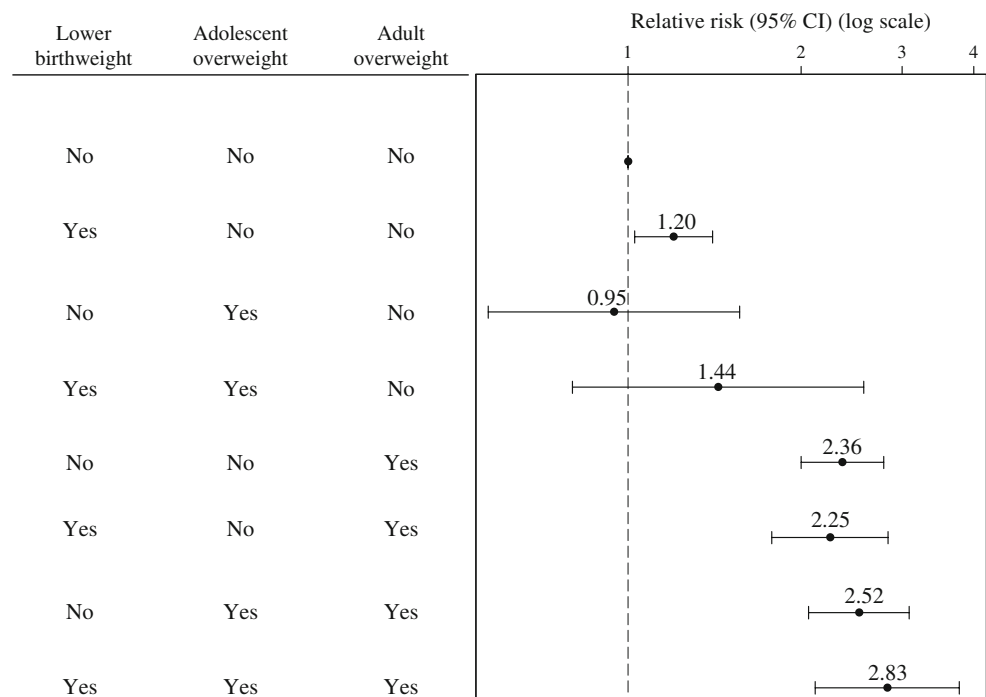 Relative risk (95% CI) (log scale)
Lower birthweight Adolescent overweight Adult overweight
1 2 3 4
No No No
Yes No No 1.20
No Yes No 0.95
Yes Yes No 1.44
No No Yes 2.36
Yes No Yes 2.25
No Yes Yes 2.52
Yes Yes Yes 2.83